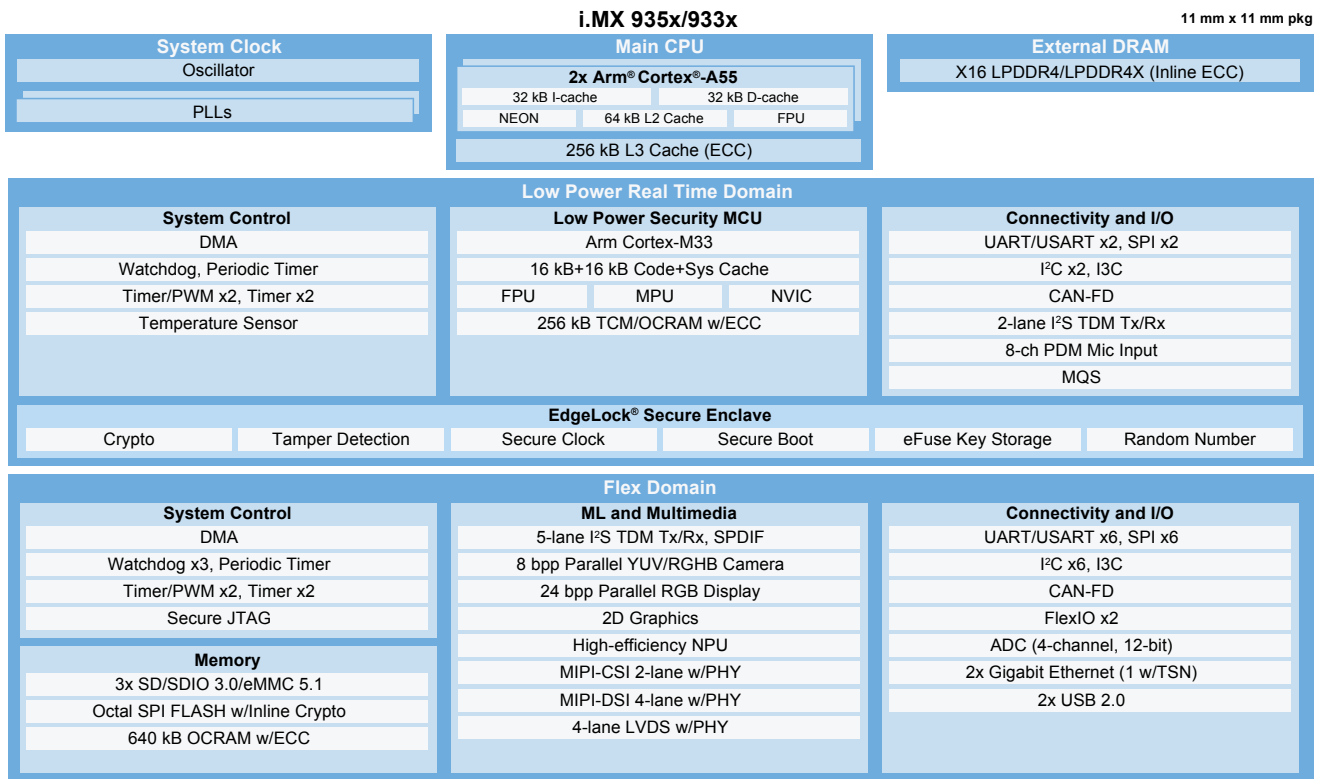 i.MX 935x/933x
11 mm x 11 mm pkg
System Clock
Oscillator
PLLs
Main CPU
2x Arm® Cortex®-A55
32 kB I-cache
32 kB D-cache
NEON
64 kB L2 Cache
FPU
256 kB L3 Cache (ECC)
External DRAM
X16 LPDDR4/LPDDR4X (Inline ECC)
Low Power Real Time Domain
System Control
DMA
Watchdog, Periodic Timer
Timer/PWM x2, Timer x2
Temperature Sensor
Low Power Security MCU
Arm Cortex-M33
16 kB+16 kB Code+Sys Cache
FPU
MPU
NVIC
256 kB TCM/OCRAM w/ECC
Connectivity and I/O
UART/USART x2, SPI x2
I²C x2, I3C
CAN-FD
2-lane I²S TDM Tx/Rx
8-ch PDM Mic Input
MQS
EdgeLock® Secure Enclave
Crypto
Tamper Detection
Secure Clock
Secure Boot
eFuse Key Storage
Random Number
Flex Domain
System Control
DMA
Watchdog x3, Periodic Timer
Timer/PWM x2, Timer x2
Secure JTAG
Memory
3x SD/SDIO 3.0/eMMC 5.1
Octal SPI FLASH w/Inline Crypto
640 kB OCRAM w/ECC
ML and Multimedia
5-lane I²S TDM Tx/Rx, SPDIF
8 bpp Parallel YUV/RGHB Camera
24 bpp Parallel RGB Display
2D Graphics
High-efficiency NPU
MIPI-CSI 2-lane w/PHY
MIPI-DSI 4-lane w/PHY
4-lane LVDS w/PHY
Connectivity and I/O
UART/USART x6, SPI x6
I²C x6, I3C
CAN-FD
FlexIO x2
ADC (4-channel, 12-bit)
2x Gigabit Ethernet (1 w/TSN)
2x USB 2.0